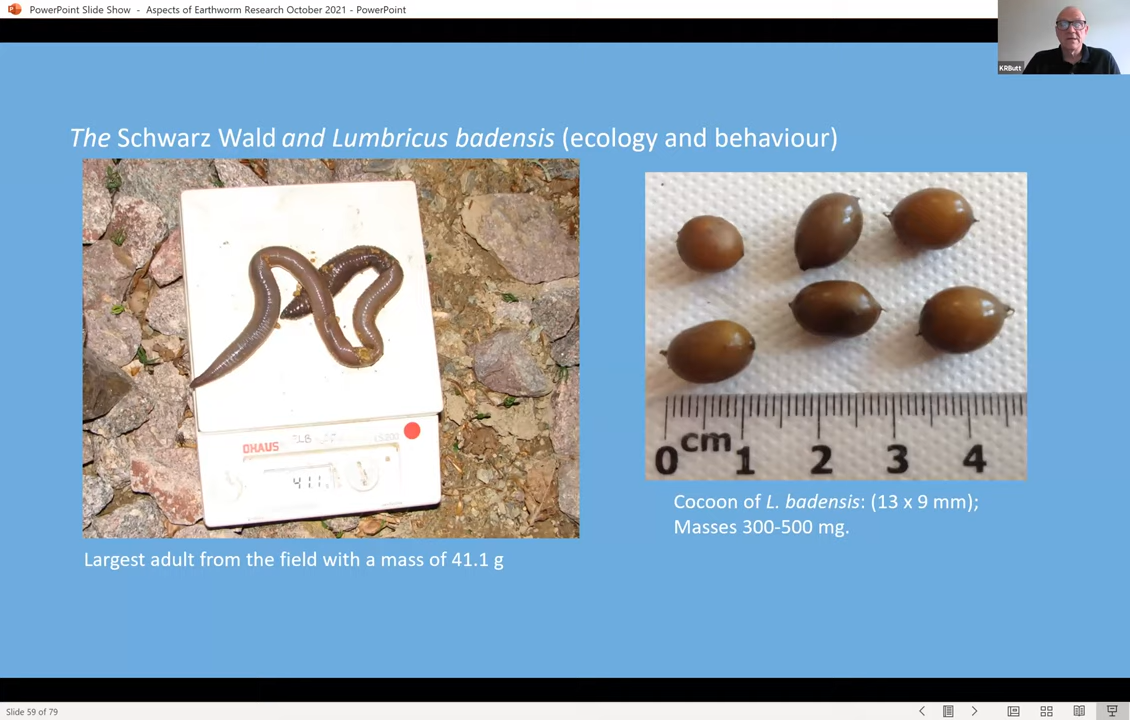 PowerPoint Slide Show - Aspects of Earthworm Research October 2021 - PowerPoint
KRButt
The Schwarz Wald and Lumbricus badensis (ecology and behaviour)
OHAUS
411
0 cm 1 2 3 4
Cocoon of L. badensis: (13 x 9 mm);
Masses 300-500 mg.
Largest adult from the field with a mass of 41.1 g
Slide 59 of 79